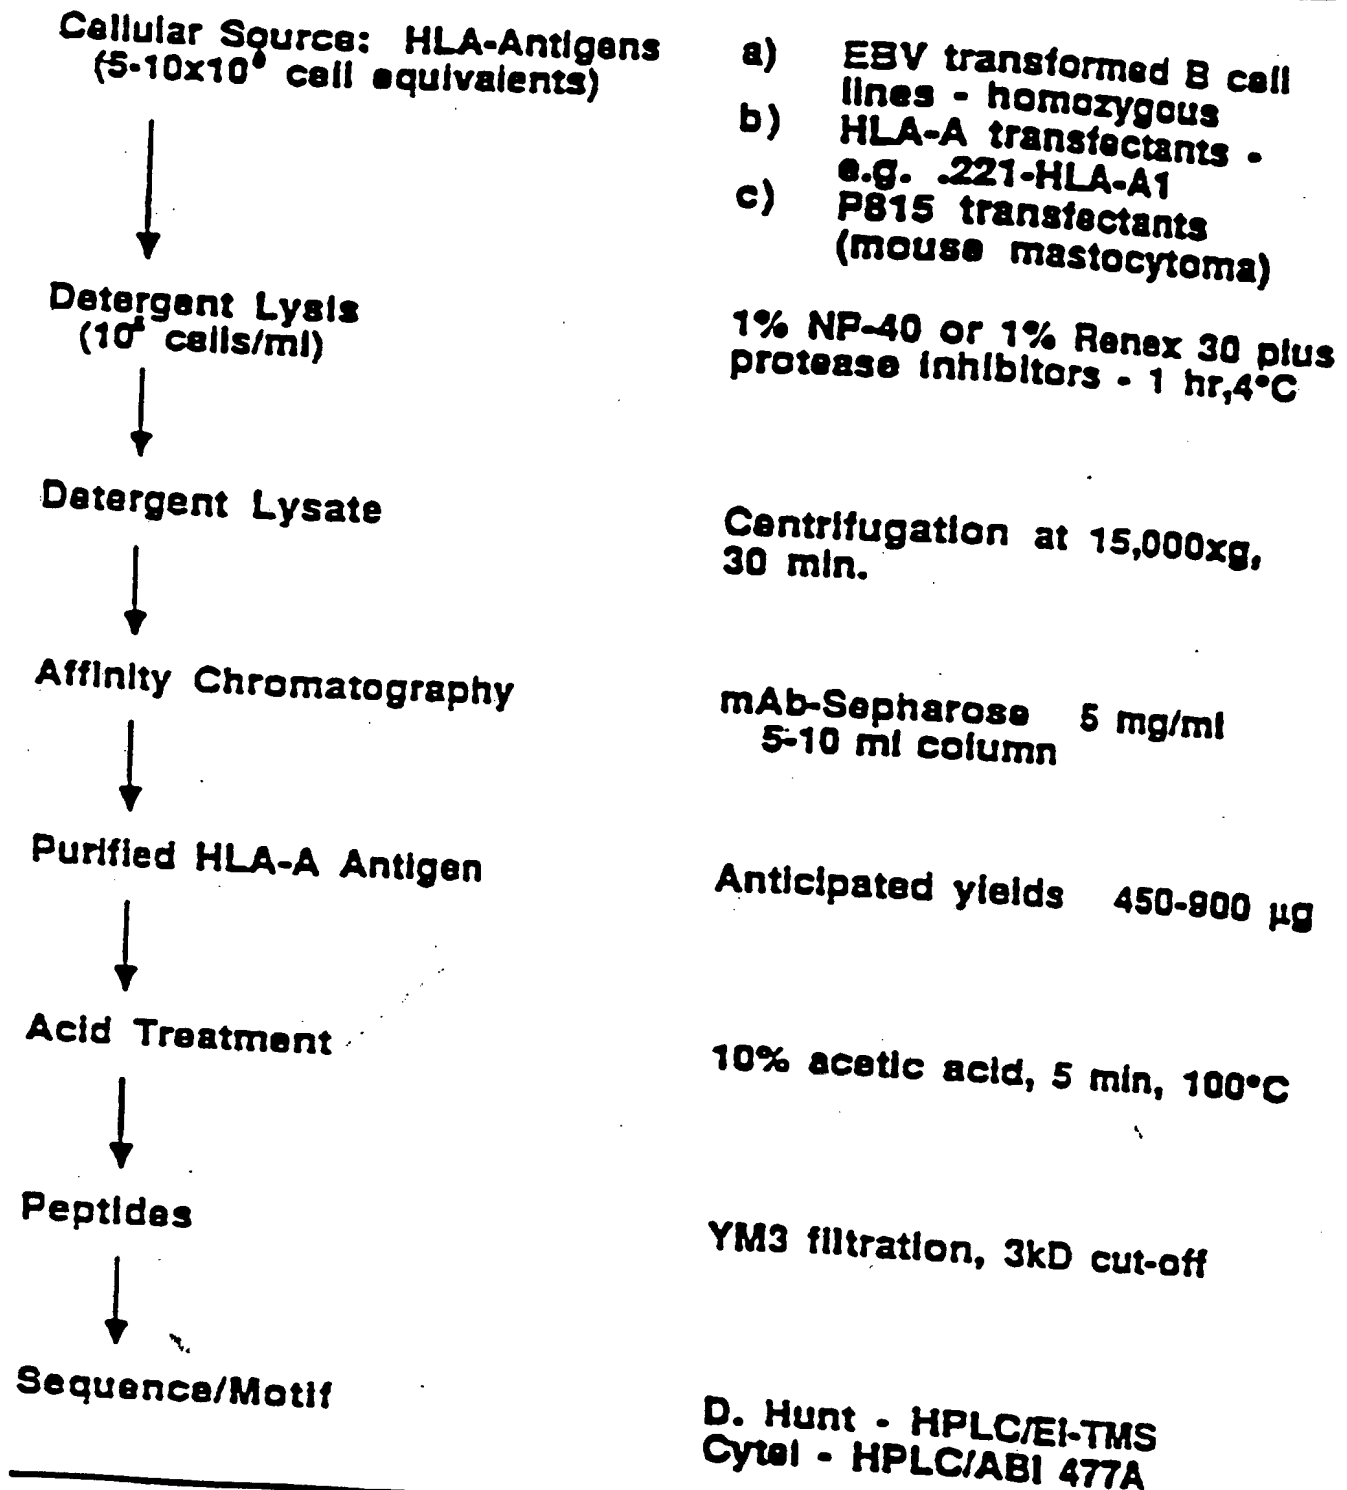 Cellular Source: HLA-Antigens
(5-10x10 cell equivalents)
a) EBV transformed B cell
lines - homozygous
b) HLA-A transfectants -
e.g. .221-HLA-A1
c) P815 transfectants
(mouse mastocytoma)
Detergent Lysis
(10 cells/ml)
1% NP-40 or 1% Renex 30 plus
protease inhibitors - 1 hr,4°C
Detergent Lysate
Centrifugation at 15,000xg,
30 min.
Affinity Chromatography
mAb-Sepharose 5 mg/ml
5-10 ml column
Purified HLA-A Antigen
Anticipated yields 450-900 µg
Acid Treatment
10% acetic acid, 5 min, 100°C
Peptides
YM3 filtration, 3kD cut-off
Sequence/Motif
D. Hunt - HPLC/EI-TMS
Cytel - HPLC/ABI 477A